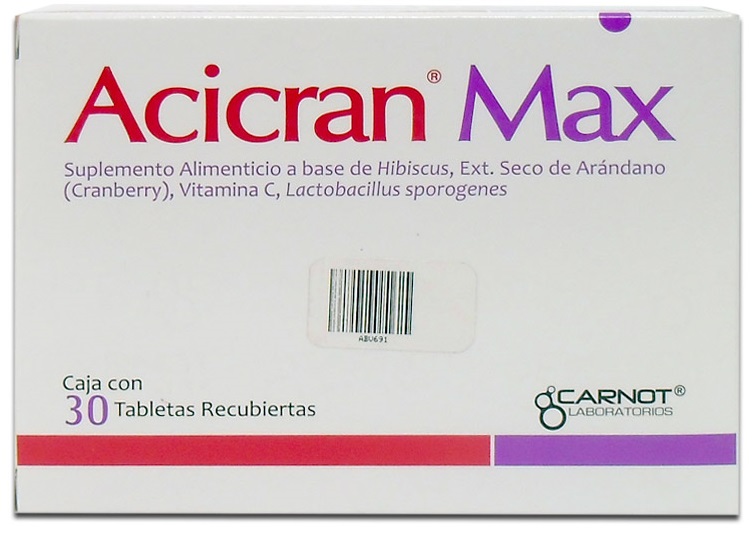 Acicran® Max
Suplemento Alimenticio a base de Hibiscus, Ext. Seco de Arándano
(Cranberry), Vitamina C, Lactobacillus sporogenes
ABV691
Caja con
30 Tabletas Recubiertas
CARNOT®
LABORATORIOS